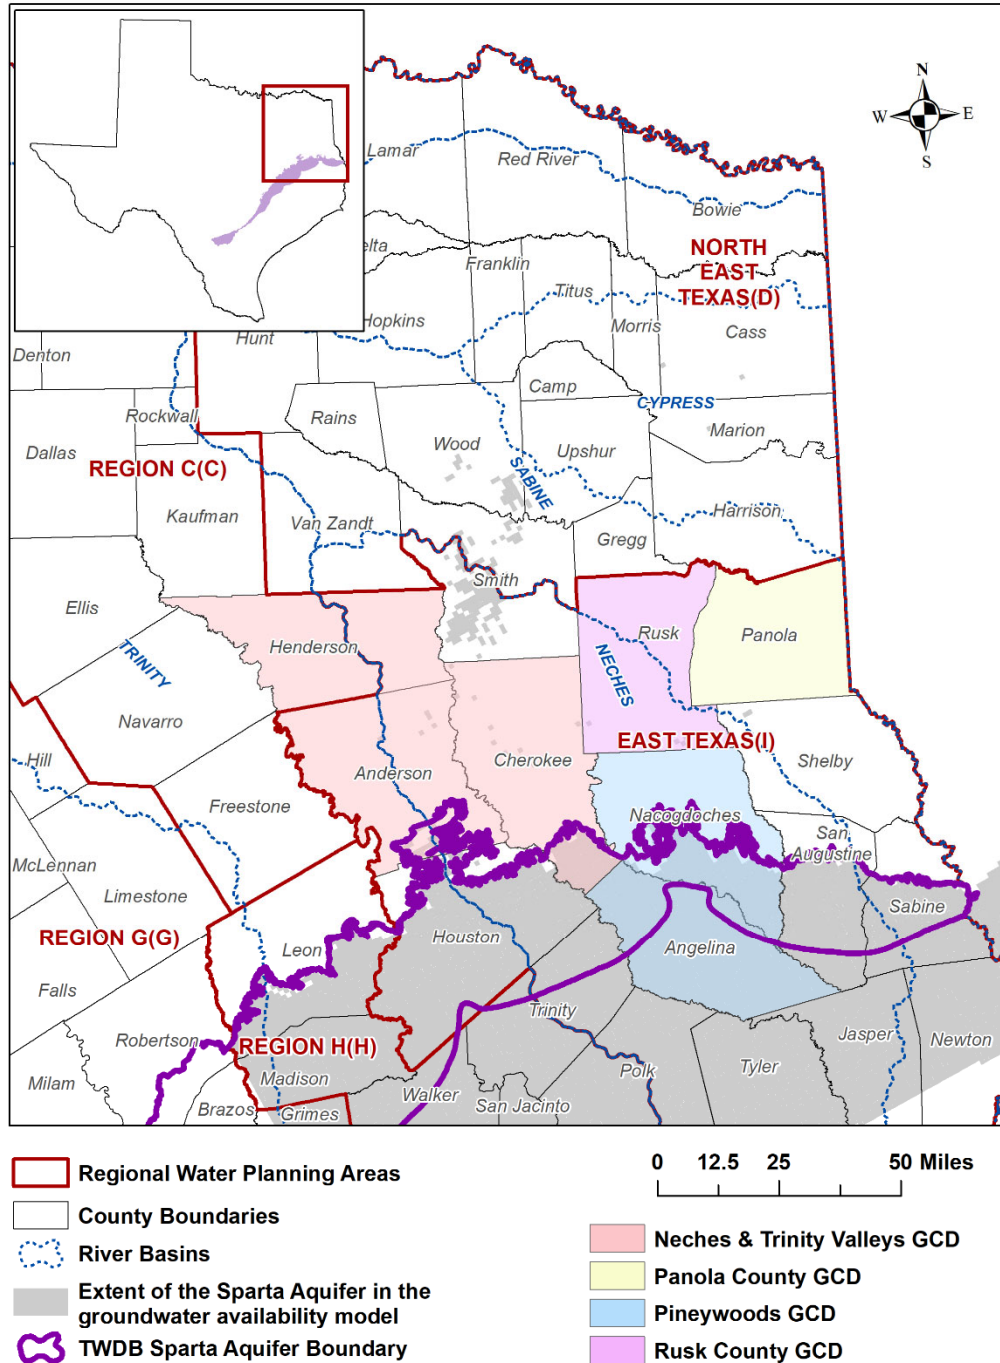 N
W E
S
Lamar
Red River
Bowie
elta
Franklin
NORTH
EAST
TEXAS(D)
Titus
Hopkins
Morris
Cass
Hunt
Denton
Camp
CYPRESS
Rockwall
Rains
Wood
Marion
Dallas
Upshur
REGION C(C)
SABINE
Kaufman
Van Zandt
Harrison
Gregg
Smith
Ellis
Rusk
Panola
Henderson
TRINITY
NECHES
Navarro
EAST TEXAS(I)
Hill
Shelby
Anderson
Cherokee
Freestone
Nacogdoches
San
Augustine
McLennan
Limestone
Sabine
REGION G(G)
Houston
Leon
Angelina
Falls
Trinity
Robertson
REGION H(H)
Jasper
Newton
Milam
Madison
Polk
Tyler
Walker
Brazos
Grimes
San Jacinto
Regional Water Planning Areas
County Boundaries
River Basins
Extent of the Sparta Aquifer in the
groundwater availability model
TWDB Sparta Aquifer Boundary
0 12.5 25 50 Miles
Neches & Trinity Valleys GCD
Panola County GCD
Pineywoods GCD
Rusk County GCD